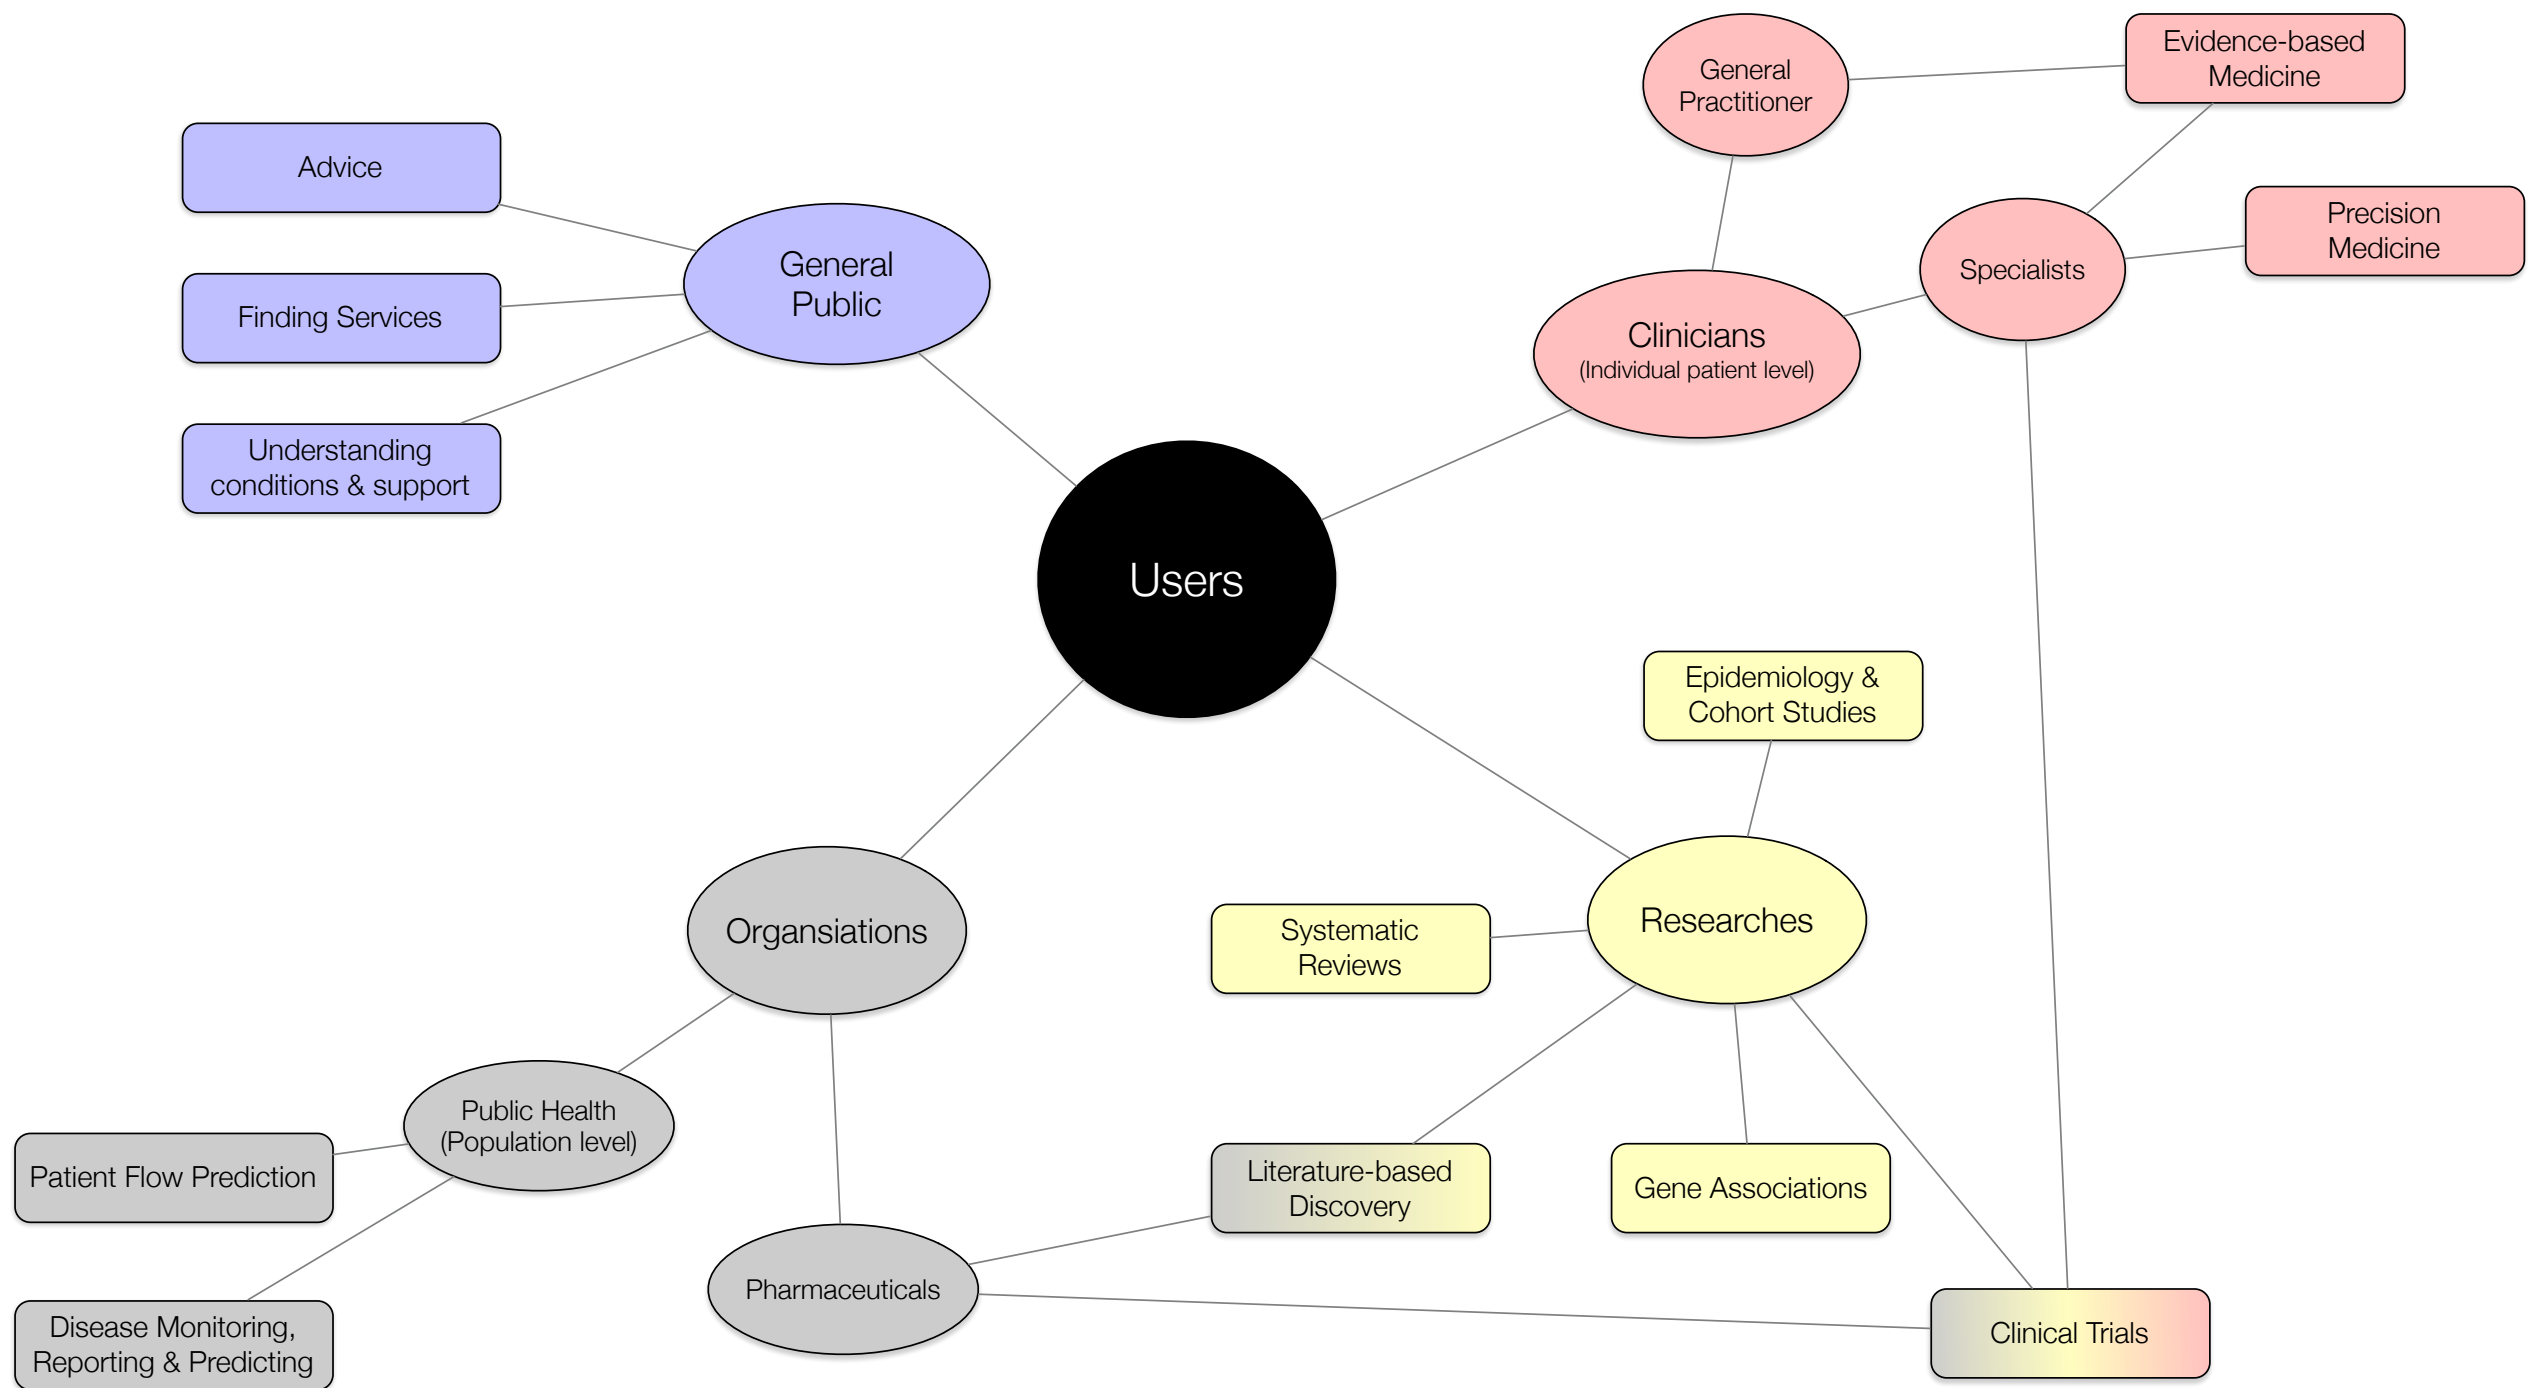 General
Practitioner
Evidence-based
Medicine
Advice
Precision
Medicine
General
Public
Specialists
Finding Services
Clinicians
(Individual patient level)
Understanding
conditions & support
Users
Epidemiology &
Cohort Studies
Organsiations
Systematic
Reviews
Researches
Public Health
(Population level)
Patient Flow Prediction
Literature-based
Discovery
Gene Associations
Pharmaceuticals
Disease Monitoring,
Reporting & Predicting
Clinical Trials